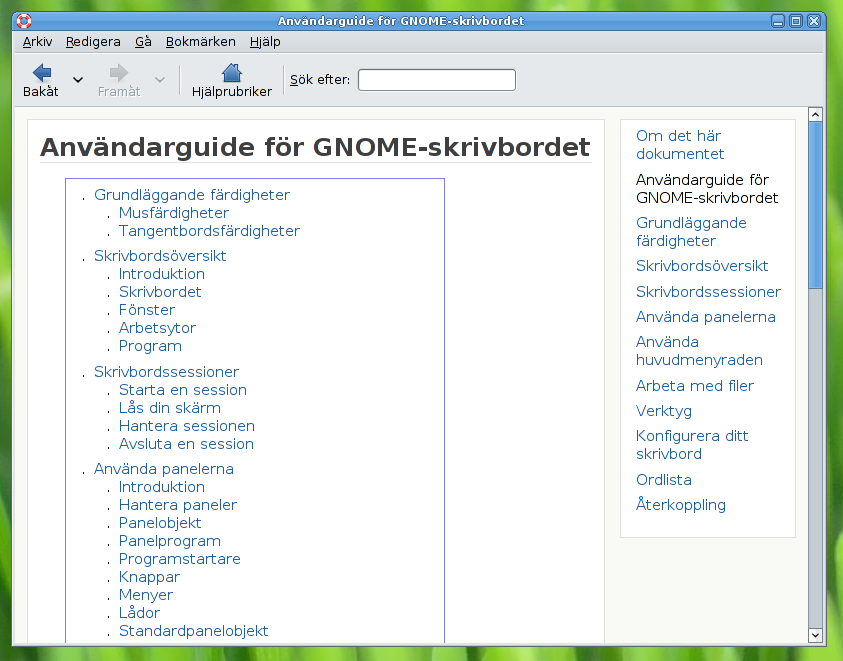 Användarguide för GNOME-skrivbordet
Arkiv Redigera Gå Bokmärken Hjälp
Bakåt Framåt Hjälprubriker Sök efter:
Användarguide för GNOME-skrivbordet
. Grundläggande färdigheter
. Musfärdigheter
. Tangentbordsfärdigheter
. Skrivbordsöversikt
. Introduktion
. Skrivbordet
. Fönster
. Arbetsytor
. Program
. Skrivbordssessioner
. Starta en session
. Lås din skärm
. Hantera sessionen
. Avsluta en session
. Använda panelerna
. Introduktion
. Hantera paneler
. Panelobjekt
. Panelprogram
. Programstartare
. Knappar
. Menyer
. Lådor
. Standardpanelobjekt
Om det här
dokumentet
Användarguide för
GNOME-skrivbordet
Grundläggande
färdigheter
Skrivbordsöversikt
Skrivbordssessioner
Använda panelerna
Använda
huvudmenyraden
Arbeta med filer
Verktyg
Konfigurera ditt
skrivbord
Ordlista
Återkoppling